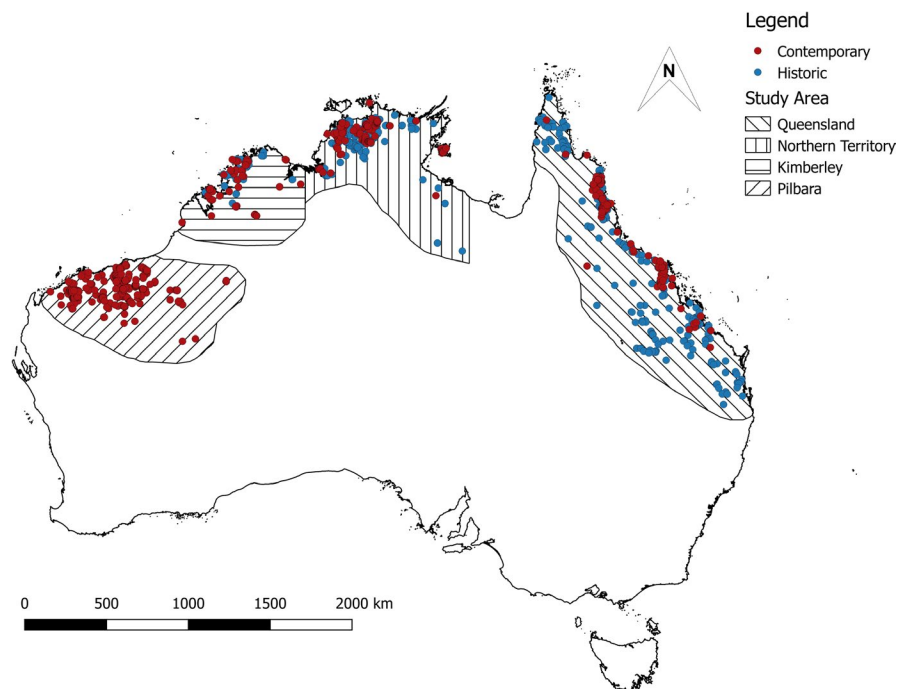 Legend
Contemporary
Historic
N
Study Area
Queensland
Northern Territory
Kimberley
Pilbara
0 500 1000 1500 2000 km